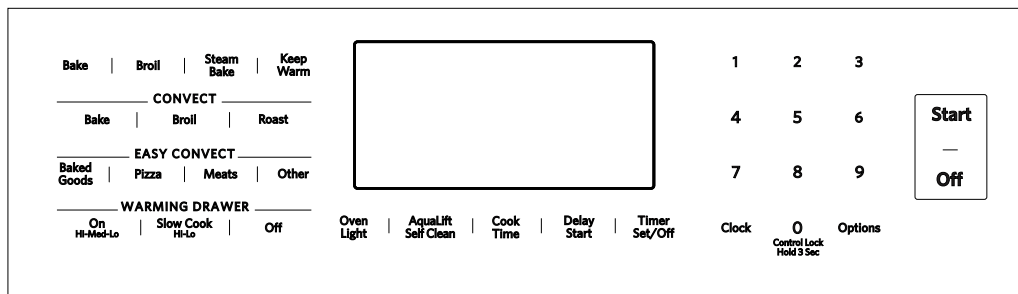 Bake | Broil | Steam Bake | Keep Warm
CONVECT
Bake | Broil | Roast
EASY CONVECT
Baked Goods | Pizza | Meats | Other
WARMING DRAWER
On Hi-Med-Lo | Slow Cook Hi-Lo | Off
Oven Light | AquaLift Self Clean | Cook Time | Delay Start | Timer Set/Off
1 2 3
4 5 6
7 8 9
Clock 0 Options
Control Lock
Hold 3 Sec
Start
Off